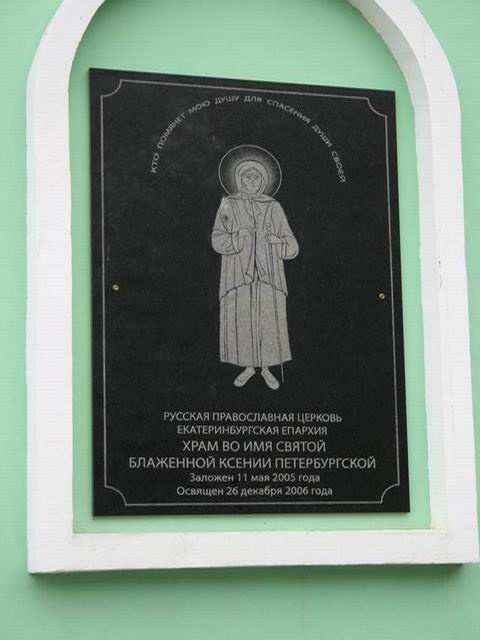 КТО ПОМЯНЕТ МОЮ ДУШУ ДЛЯ СПАСЕНИЯ ДУШИ СВОЕЙ
РУССКАЯ ПРАВОСЛАВНАЯ ЦЕРКОВЬ
ЕКАТЕРИНБУРГСКАЯ ЕПАРХИЯ
ХРАМ ВО ИМЯ СВЯТОЙ
БЛАЖЕННОЙ КСЕНИИ ПЕТЕРБУРГСКОЙ
Заложен 11 мая 2005 года
Освящен 26 декабря 2006 года